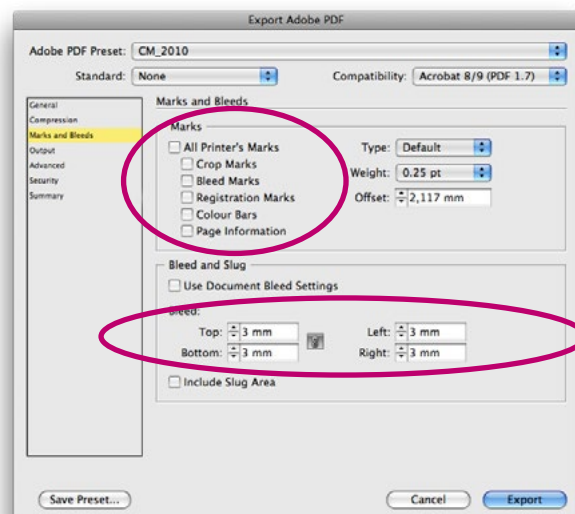 Export Adobe PDF
Adobe PDF Preset: CM_2010
Standard: None Compatibility: Acrobat 8/9 (PDF 1.7)
General
Compression
Marks and Bleeds
Output
Advanced
Security
Summary
Marks and Bleeds
Marks
All Printer's Marks
Crop Marks
Bleed Marks
Registration Marks
Colour Bars
Page Information
Type: Default
Weight: 0.25 pt
Offset: 2,117 mm
Bleed and Slug
Use Document Bleed Settings
Bleed:
Top: 3 mm Left: 3 mm
Bottom: 3 mm Right: 3 mm
Include Slug Area
Save Preset... Cancel Export